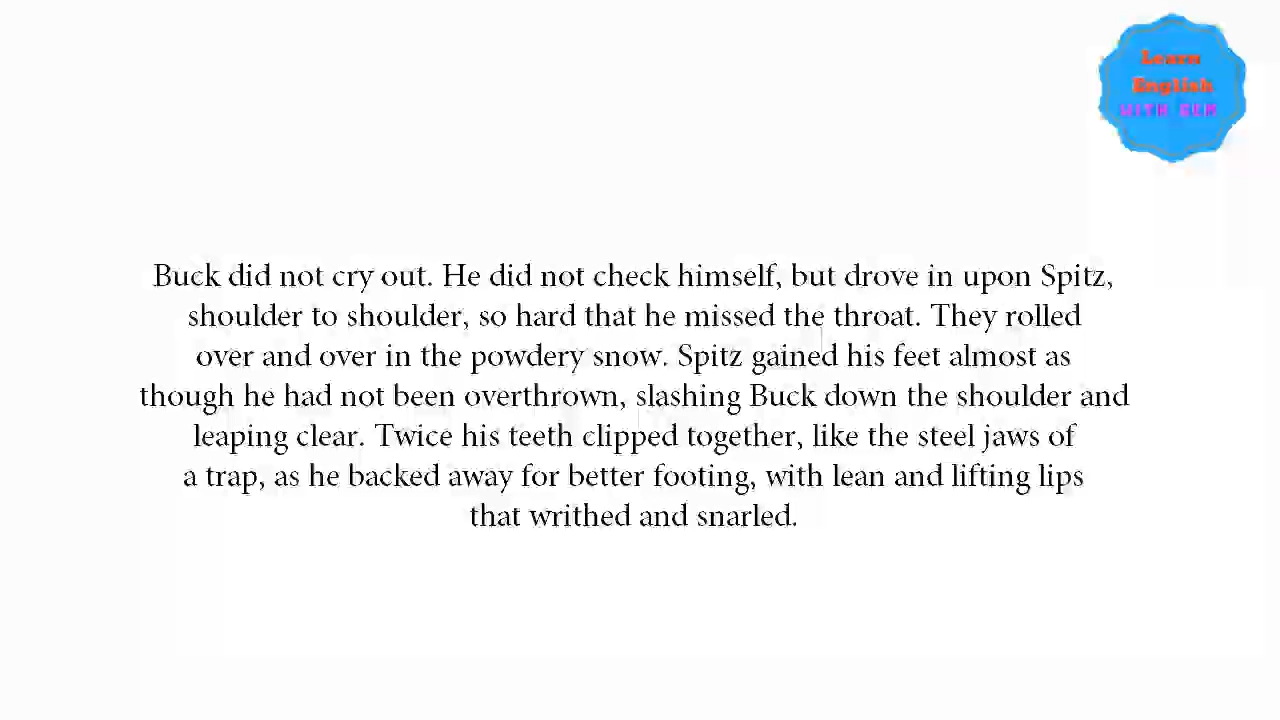 Learn
English
WITH GEM
Buck did not cry out. He did not check himself, but drove in upon Spitz,
shoulder to shoulder, so hard that he missed the throat. They rolled
over and over in the powdery snow. Spitz gained his feet almost as
though he had not been overthrown, slashing Buck down the shoulder and
leaping clear. Twice his teeth clipped together, like the steel jaws of
a trap, as he backed away for better footing, with lean and lifting lips
that writhed and snarled.